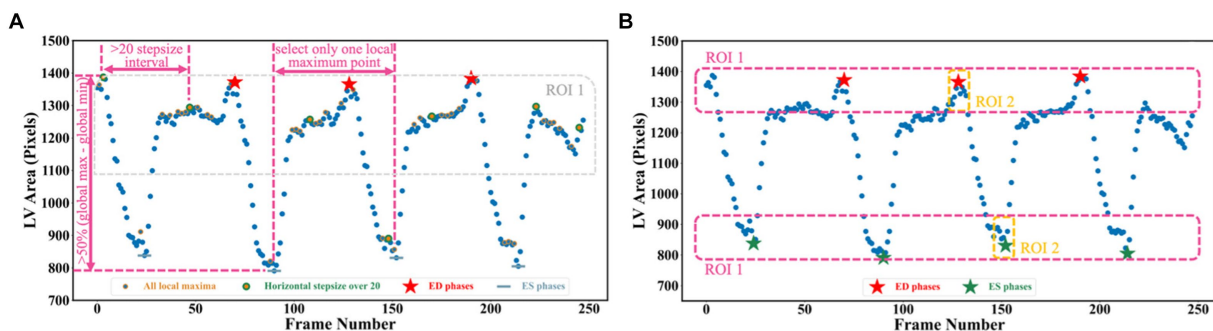 A
1500
1400
1300
1200
1100
1000
900
800
700
LV Area (Pixels)
>50% (global max - global min)
>20 stepsize
interval
select only one local
maximum point
ROI 1
All local maxima
Horizontal stepsize over 20
ED phases
ES phases
0
50
100
150
200
250
Frame Number
B
1500
1400
1300
1200
1100
1000
900
800
700
LV Area (Pixels)
ROI 1
ROI 2
ROI 2
ROI 1
ED phases
ES phases
0
50
100
150
200
250
Frame Number